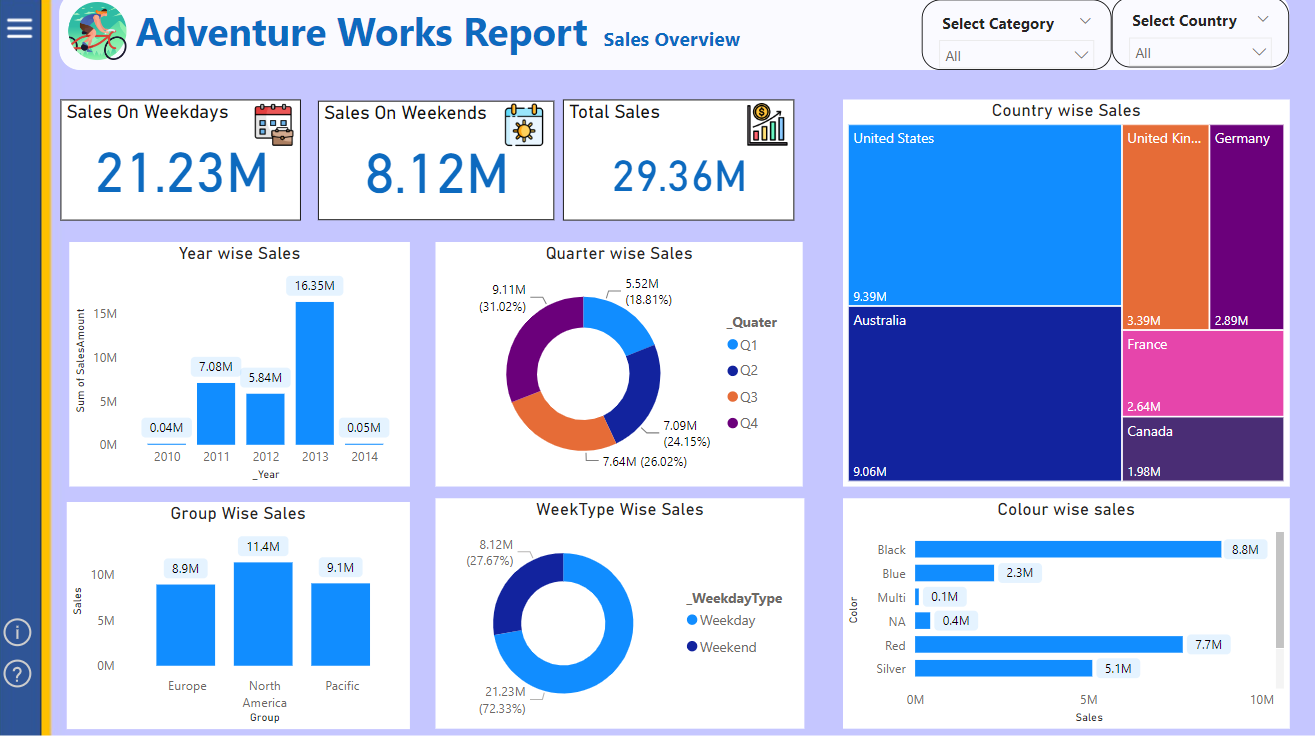 Adventure Works Report
Sales Overview
Select Category
All
Select Country
All
Sales On Weekdays
21.23M
Sales On Weekends
8.12M
Total Sales
29.36M
Country wise Sales
United States
9.39M
Australia
9.06M
United Kin...
3.39M
Germany
2.89M
France
2.64M
Canada
1.98M
Year wise Sales
Sum of SalesAmount
15M
10M
5M
0M
0.04M
7.08M
5.84M
16.35M
0.05M
2010
2011
2012
2013
2014
_Year
Quarter wise Sales
9.11M
(31.02%)
5.52M
(18.81%)
7.09M
(24.15%)
7.64M (26.02%)
_Quater
Q1
Q2
Q3
Q4
Group Wise Sales
Sales
10M
5M
0M
8.9M
11.4M
9.1M
Europe
North
America
Pacific
Group
WeekType Wise Sales
8.12M
(27.67%)
21.23M
(72.33%)
_WeekdayType
Weekday
Weekend
Colour wise sales
Color
Black
8.8M
Blue
2.3M
Multi
0.1M
NA
0.4M
Red
7.7M
Silver
5.1M
0M
5M
10M
Sales
i
?